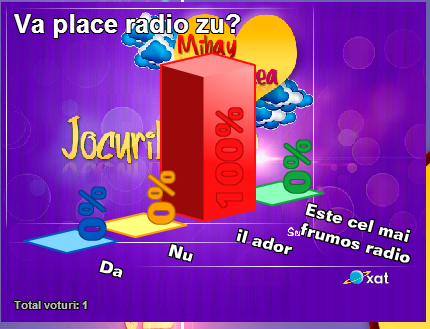 Va place radio zu?
Mihay
ea
Jocuril
0%
0%
100%
0%
Da
Nu
il ador
Este cel mai
frumos radio
xat
Total voturi: 1